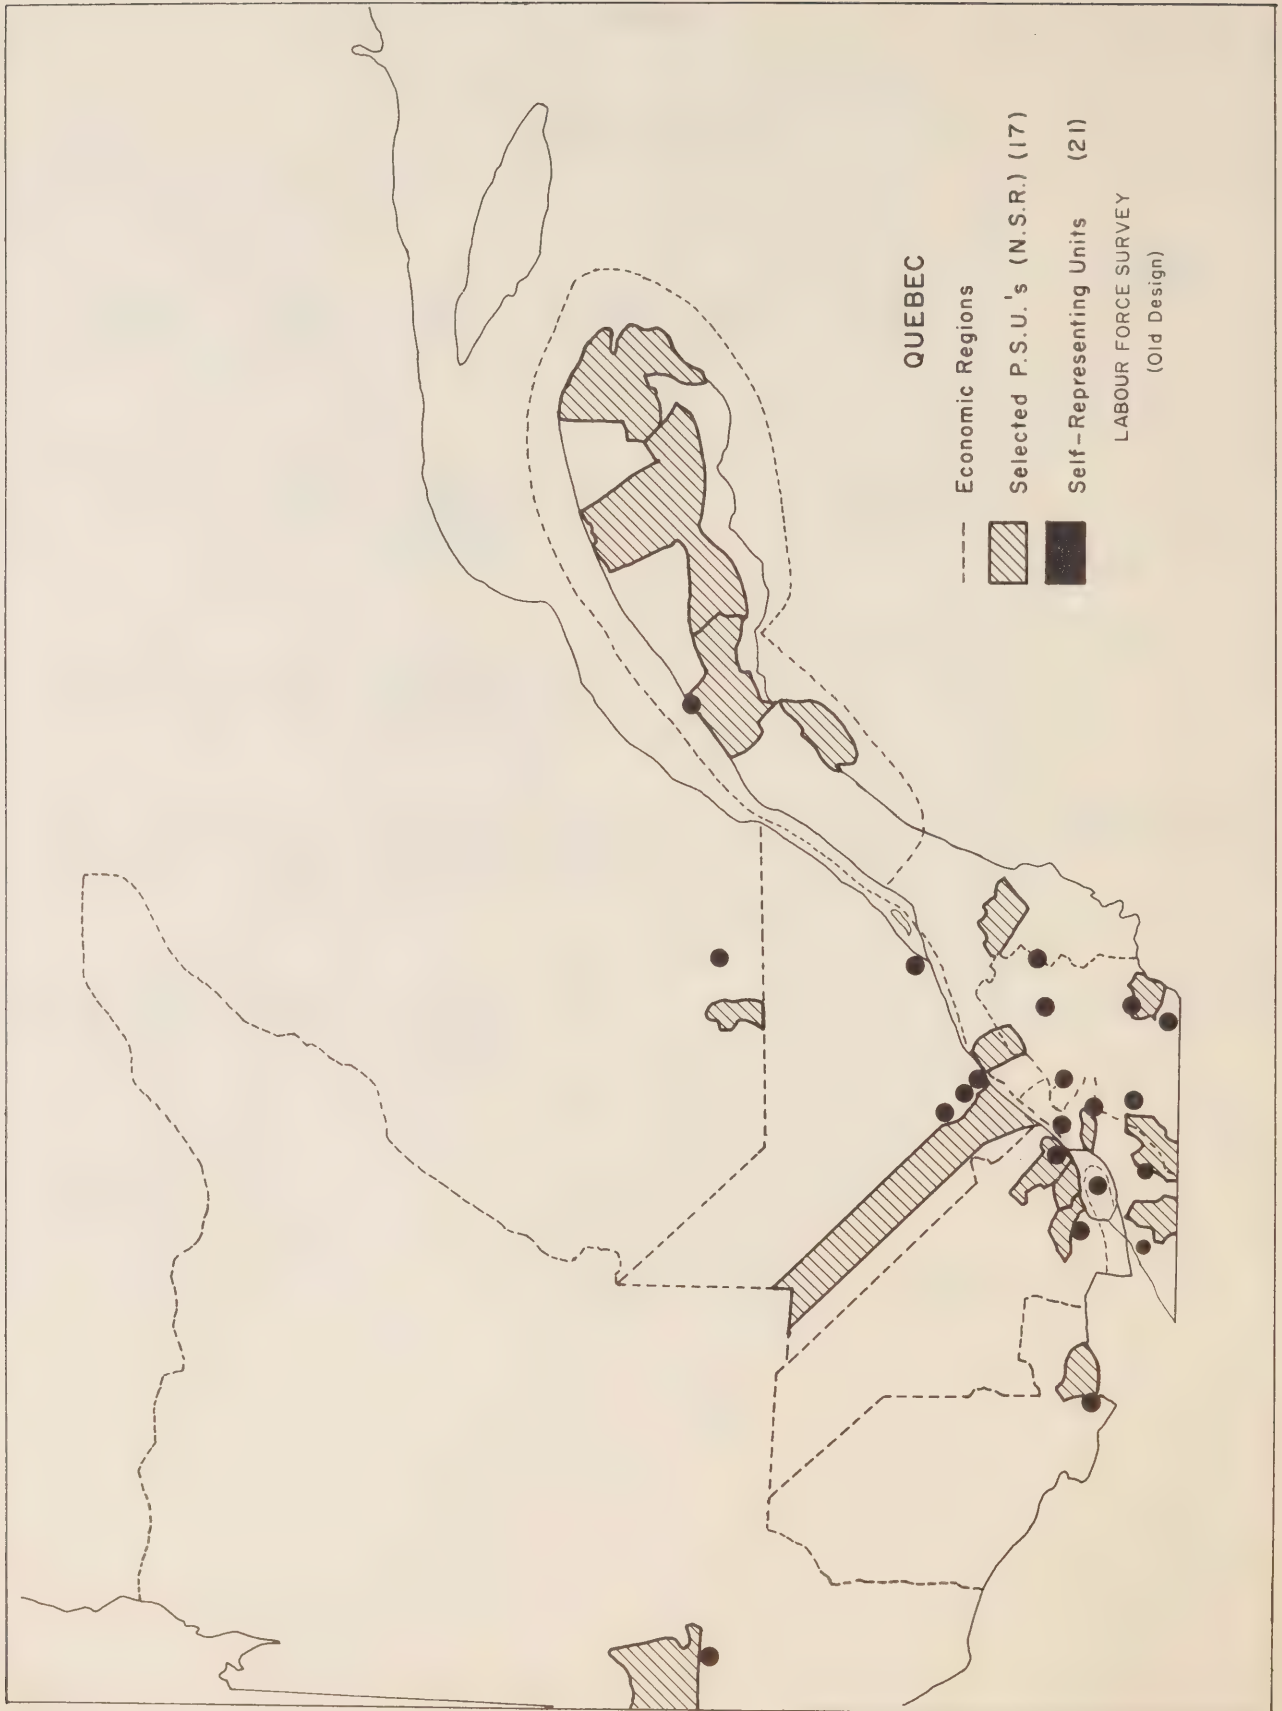 QUEBEC
Economic Regions
Selected P.S.U.'s (N.S.R.) (17)
Self-Representing Units (21)
LABOUR FORCE SURVEY
(Old Design)